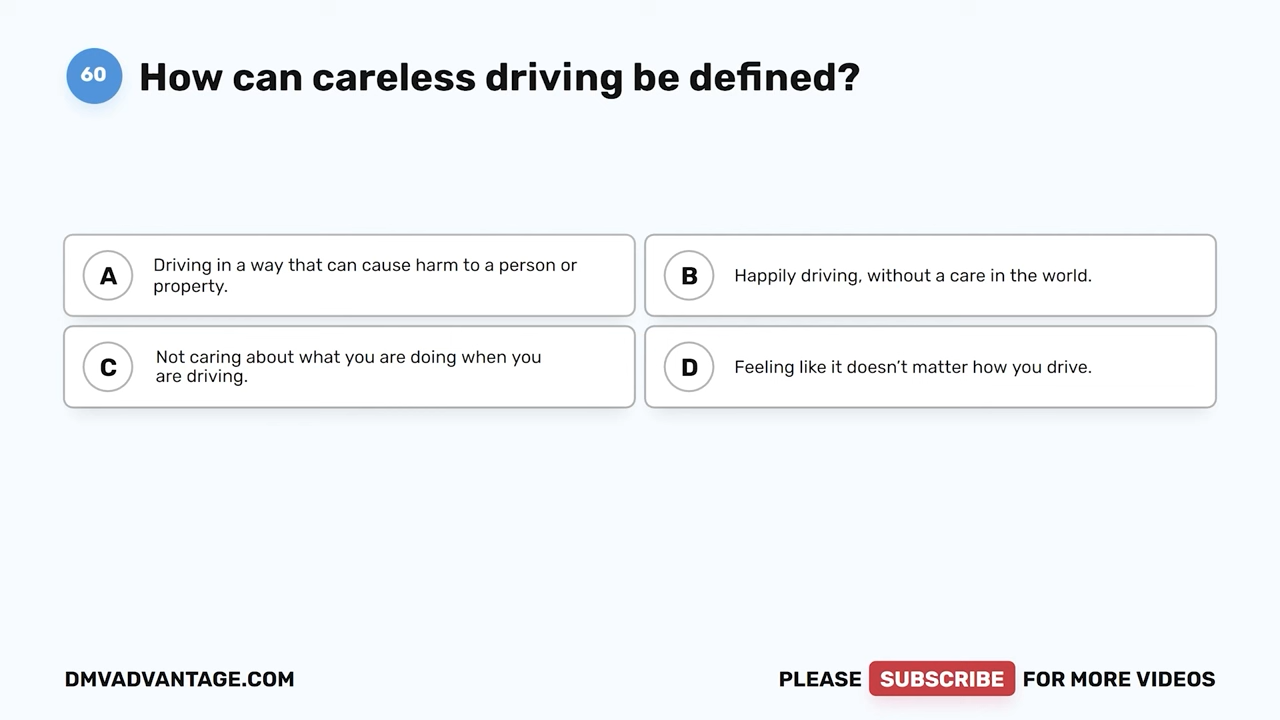 60
How can careless driving be defined?
A
Driving in a way that can cause harm to a person or
property.
B
Happily driving, without a care in the world.
C
Not caring about what you are doing when you
are driving.
D
Feeling like it doesn’t matter how you drive.
DMVADVANTAGE.COM
PLEASE SUBSCRIBE FOR MORE VIDEOS